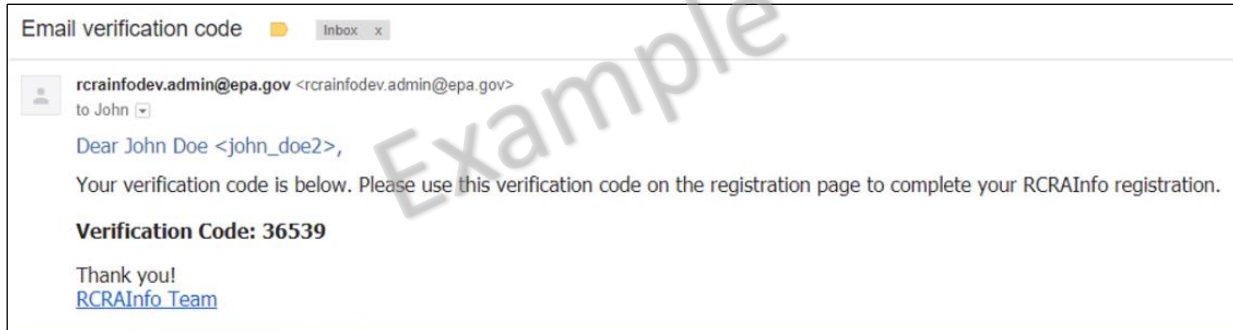 Email verification code Inbox x
Example
rcrainfodev.admin@epa.gov <rcrainfodev.admin@epa.gov>
to John
Dear John Doe <john_doe2>,
Your verification code is below. Please use this verification code on the registration page to complete your RCRAInfo registration.
Verification Code: 36539
Thank you!
RCRAInfo Team